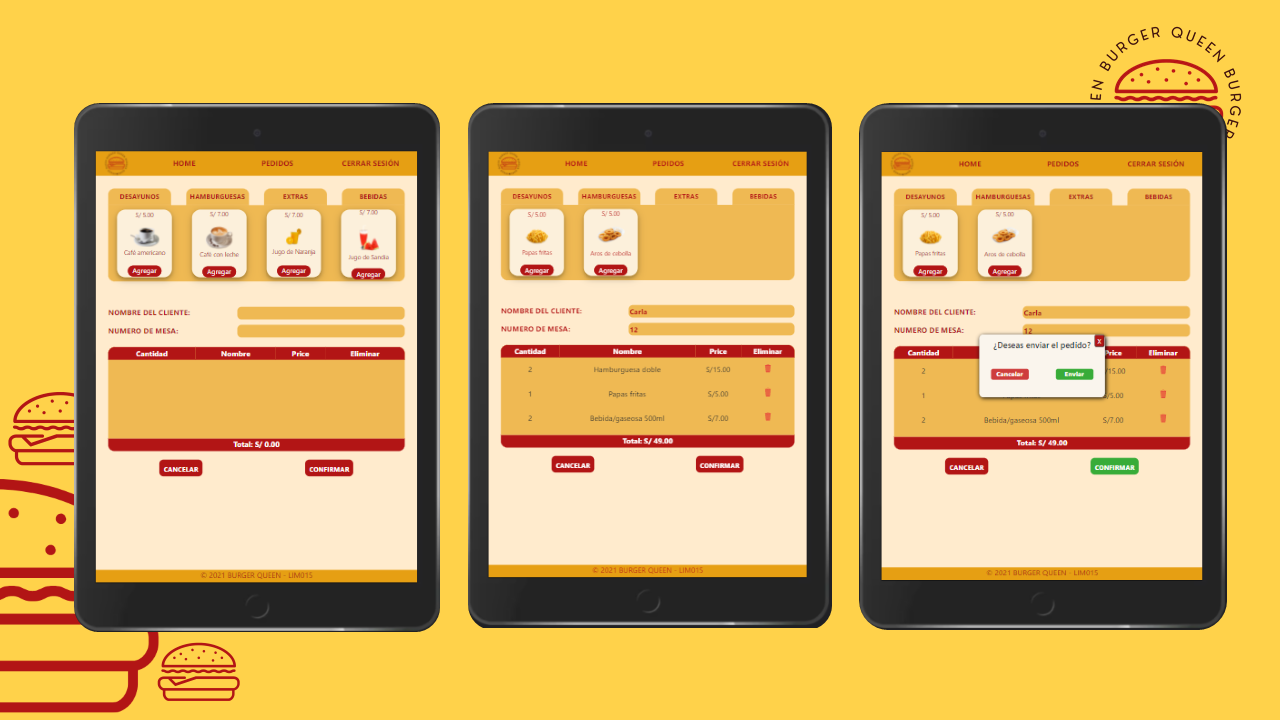 EN BURGER QUEEN BURGER
HOME PEDIDOS CERRAR SESIÓN
DESAYUNOS HAMBURGUESAS EXTRAS BEBIDAS
S/ 9.00 S/ 7.00 S/ 7.00 S/ 7.00
Café americano Café con leche Jugo de Naranja Jugo de Sandia
Agregar Agregar Agregar Agregar
NOMBRE DEL CLIENTE:
NUMERO DE MESA:
Cantidad Nombre Price Eliminar
Total: S/ 0.00
CANCELAR CONFIRMAR
© 2021 BURGER QUEEN - LIM015
HOME PEDIDOS CERRAR SESIÓN
DESAYUNOS HAMBURGUESAS EXTRAS BEBIDAS
S/ 5.00 S/ 5.00
Papas fritas Aros de cebolla
Agregar Agregar
NOMBRE DEL CLIENTE: Carla
NUMERO DE MESA: 12
Cantidad Nombre Price Eliminar
2 Hamburguesa doble S/15.00
1 Papas fritas S/5.00
2 Bebida/gaseosa 500ml S/7.00
Total: S/ 49.00
CANCELAR CONFIRMAR
© 2021 BURGER QUEEN - LIM015
HOME PEDIDOS CERRAR SESIÓN
DESAYUNOS HAMBURGUESAS EXTRAS BEBIDAS
S/ 5.00 S/ 5.00
Papas fritas Aros de cebolla
Agregar Agregar
NOMBRE DEL CLIENTE: Carla
NUMERO DE MESA: 12
¿Deseas enviar el pedido? X
Cancelar Enviar
Cantidad Price Eliminar
2 /15.00
1 /5.00
2 Bebida/gaseosa 500ml S/7.00
Total: S/ 49.00
CANCELAR CONFIRMAR
© 2021 BURGER QUEEN - LIM015